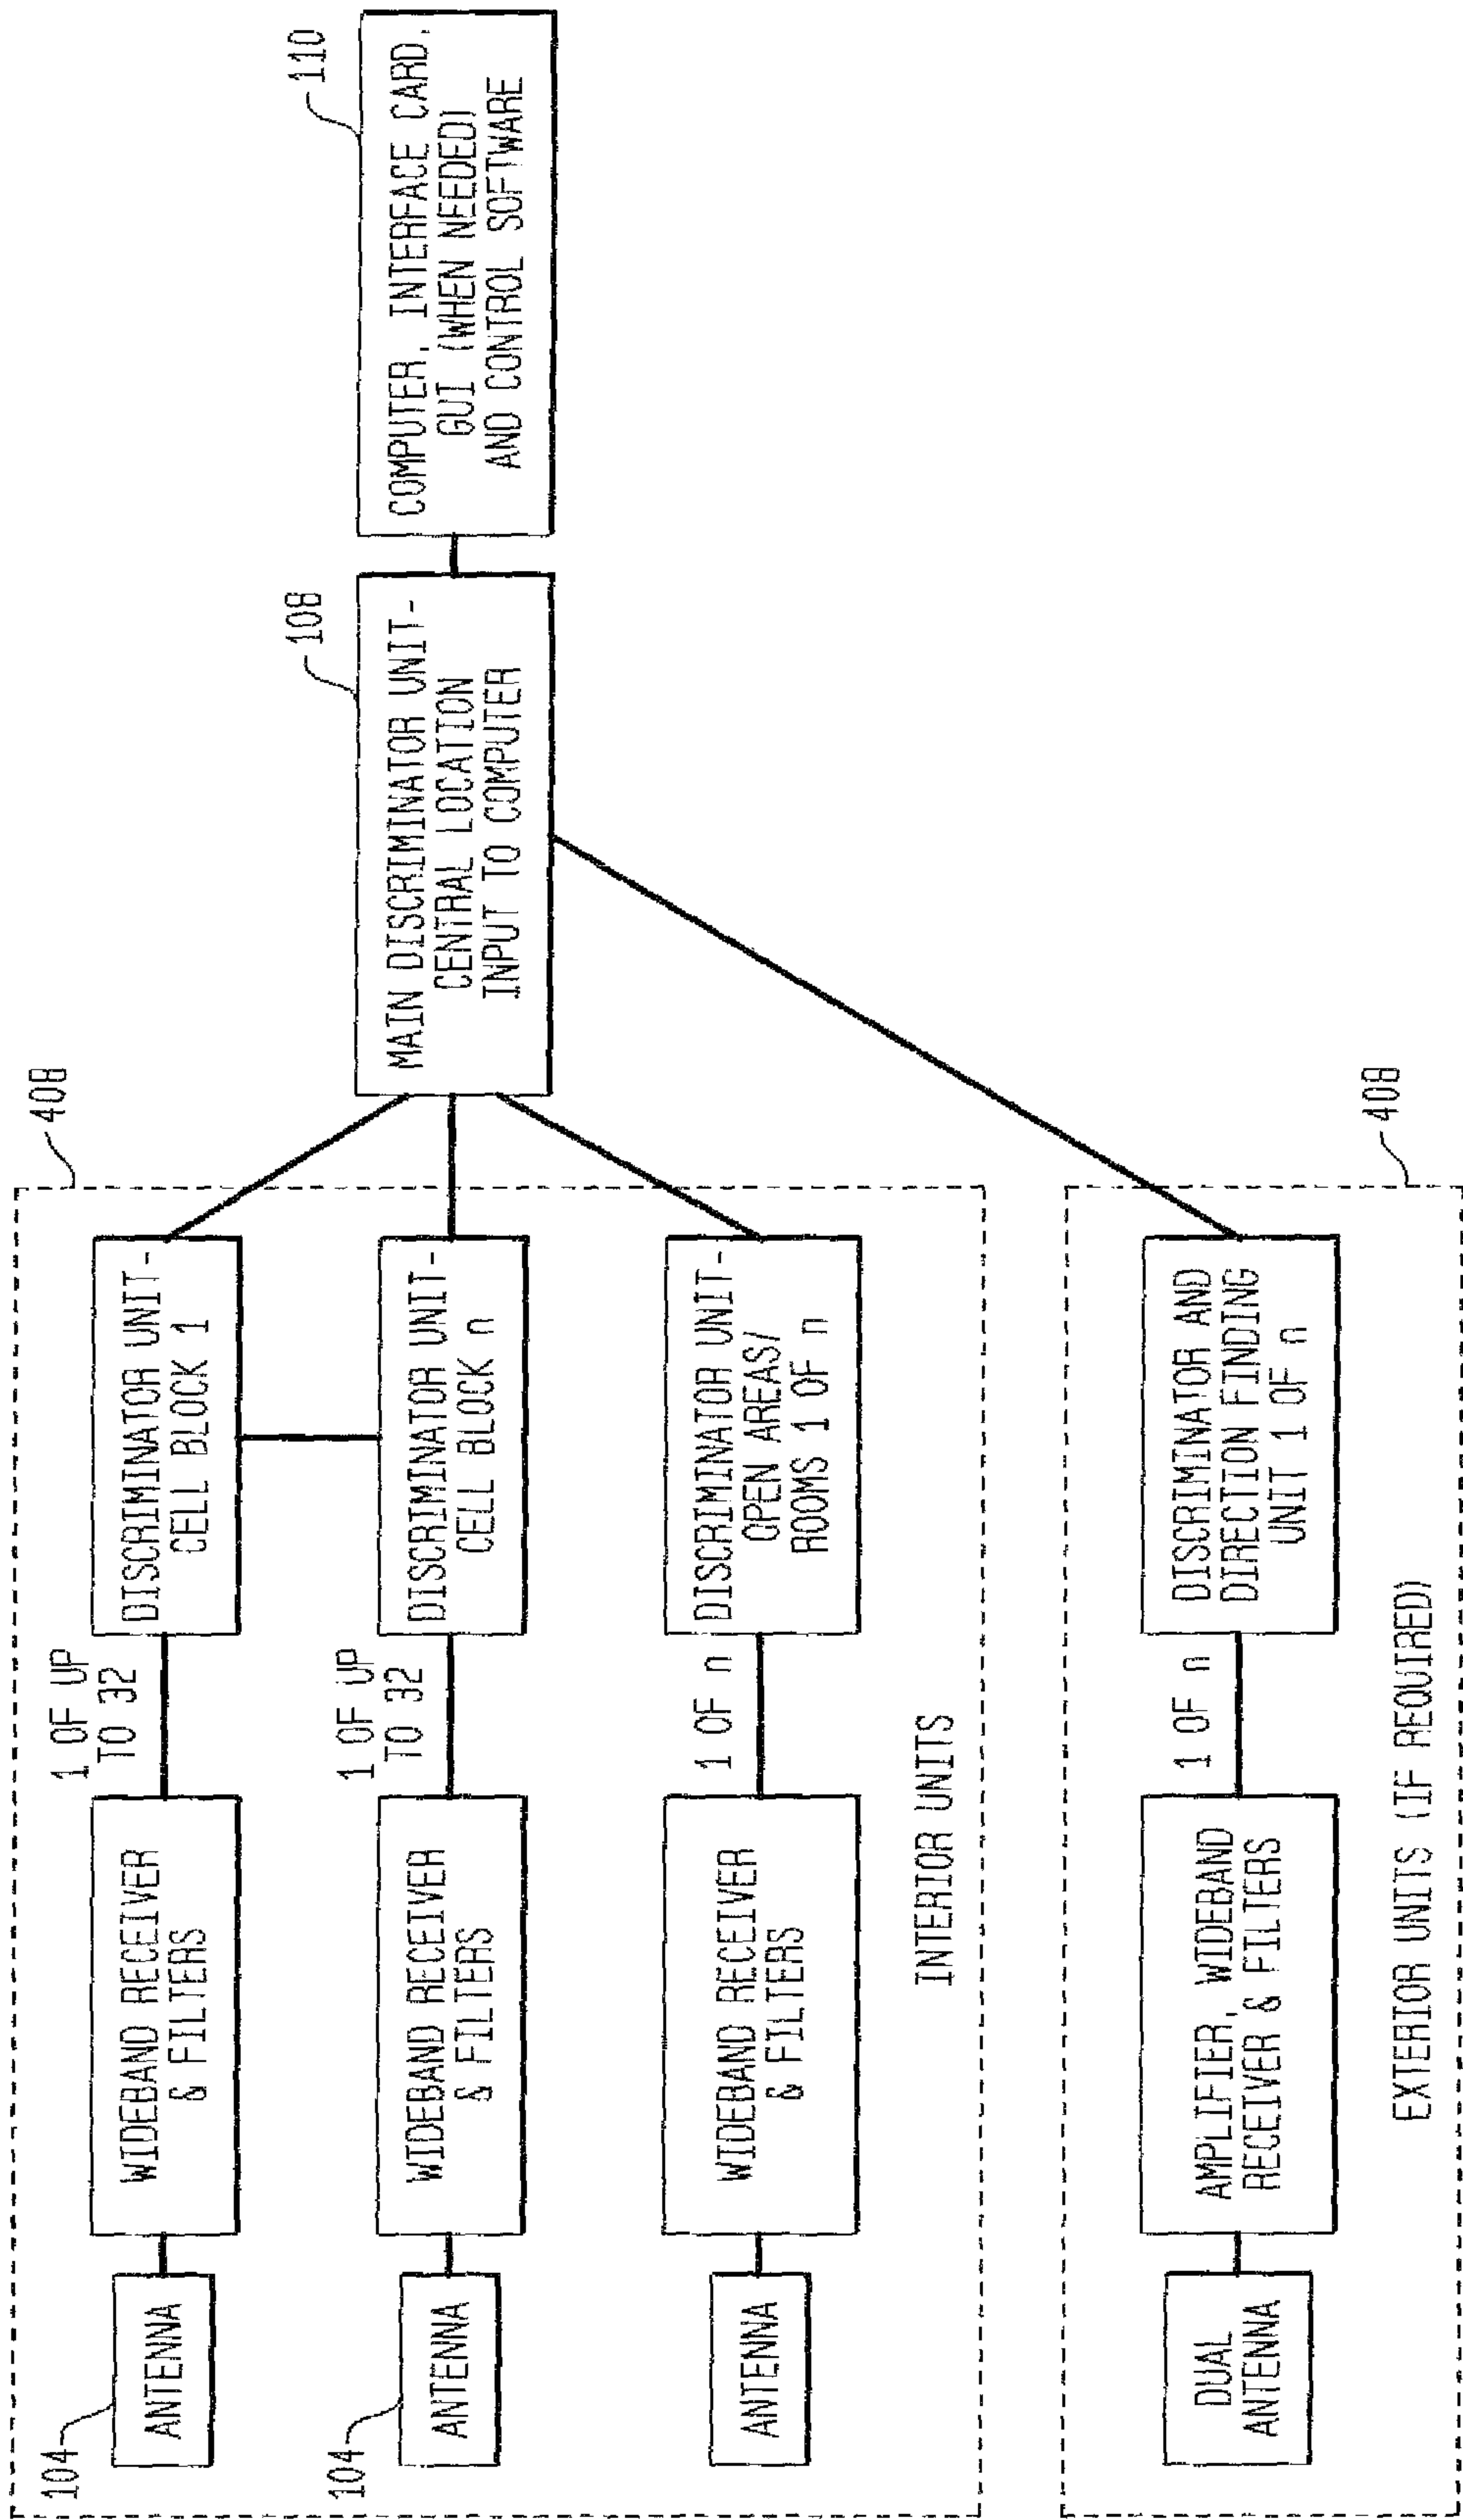 104
ANTENNA
WIDEBAND RECEIVER
& FILTERS
1 OF UP
TO 32
DISCRIMINATOR UNIT-
CELL BLOCK 1
408
104
ANTENNA
WIDEBAND RECEIVER
& FILTERS
1 OF UP
TO 32
DISCRIMINATOR UNIT-
CELL BLOCK n
ANTENNA
WIDEBAND RECEIVER
& FILTERS
1 OF n
DISCRIMINATOR UNIT-
OPEN AREAS/
ROOMS 1 OF n
INTERIOR UNITS
108
MAIN DISCRIMINATOR UNIT-
CENTRAL LOCATION
INPUT TO COMPUTER
110
COMPUTER, INTERFACE CARD,
GUI (WHEN NEEDED)
AND CONTROL SOFTWARE
DUAL
ANTENNA
AMPLIFIER, WIDEBAND
RECEIVER & FILTERS
1 OF n
DISCRIMINATOR AND
DIRECTION FINDING
UNIT 1 OF n
408
EXTERIOR UNITS (IF REQUIRED)